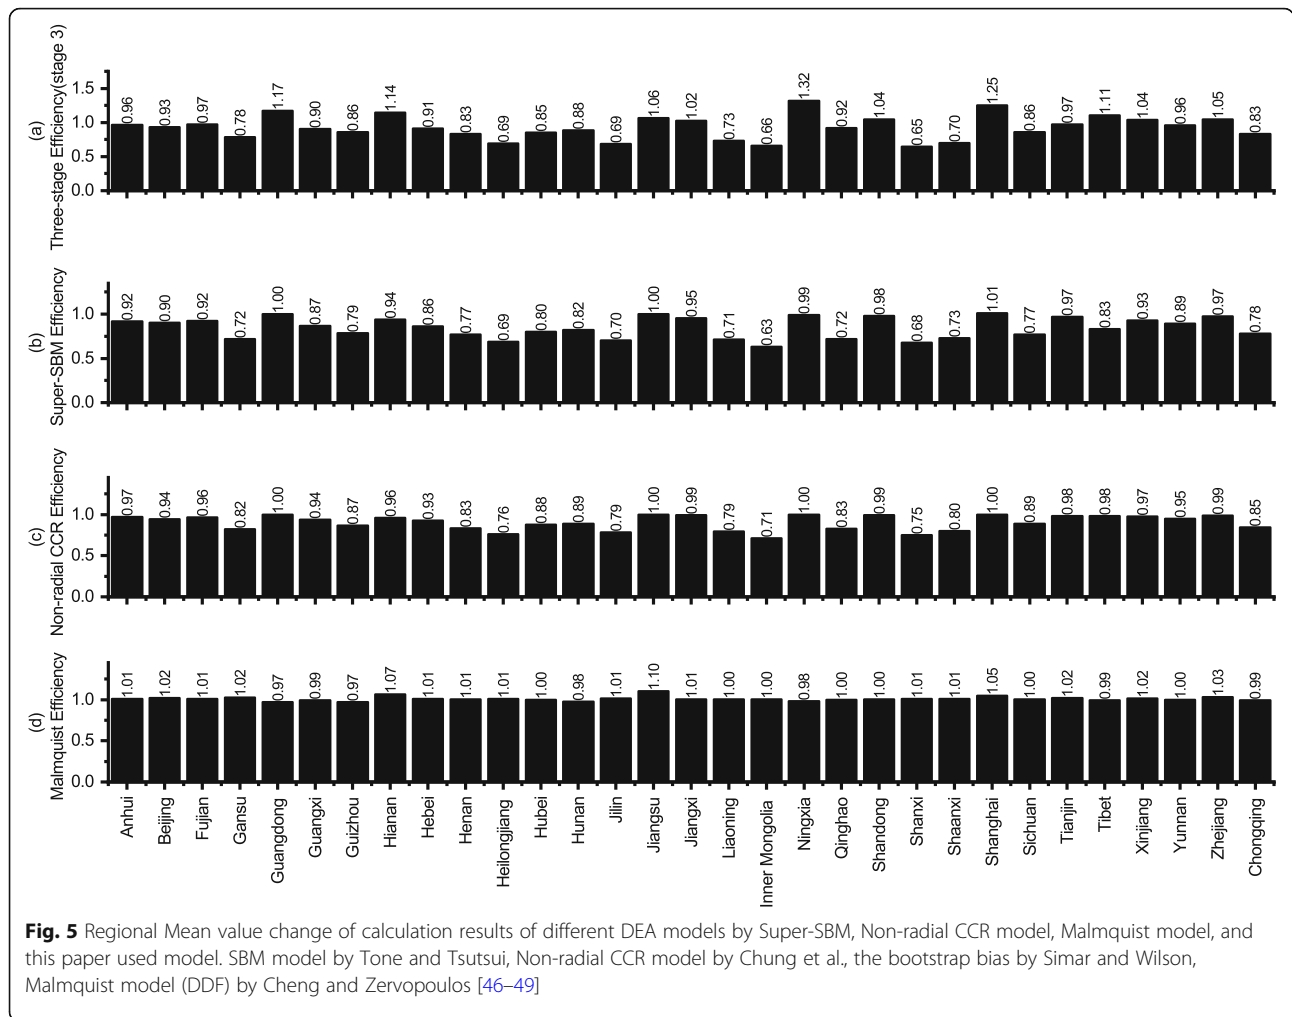 (a)
Three-stage Efficiency(stage 3)
1.5
1.0
0.5
0.0
0.96 0.93 0.97 0.78 1.17 0.90 0.86 1.14 0.91 0.83 0.69 0.85 0.88 0.69 1.06 1.02 0.73 0.66 1.32 0.92 1.04 0.65 0.70 1.25 0.86 0.97 1.11 1.04 0.96 1.05 0.83
(b)
Super-SBM Efficiency
1.0
0.5
0.0
0.92 0.90 0.92 0.72 1.00 0.87 0.79 0.94 0.86 0.77 0.69 0.80 0.82 0.70 1.00 0.95 0.71 0.63 0.99 0.72 0.98 0.68 0.73 1.01 0.77 0.97 0.83 0.93 0.89 0.97 0.78
(c)
Non-radial CCR Efficiency
1.0
0.5
0.0
0.97 0.94 0.96 0.82 1.00 0.94 0.87 0.96 0.93 0.83 0.76 0.88 0.89 0.79 1.00 0.99 0.79 0.71 1.00 0.83 0.99 0.75 0.80 1.00 0.89 0.98 0.98 0.97 0.95 0.99 0.85
(d)
Malmquist Efficiency
1.0
0.5
0.0
1.01 1.02 1.01 1.02 0.97 0.99 0.97 1.07 1.01 1.01 1.01 1.00 0.98 1.01 1.10 1.01 1.00 1.00 0.98 1.00 1.00 1.01 1.01 1.05 1.00 1.02 0.99 1.02 1.00 1.03 0.99
Anhui Beijing Fujian Gansu Guangdong Guangxi Guizhou Hianan Hebei Henan Heilongjiang Hubei Hunan Jilin Jiangsu Jiangxi Liaoning Inner Mongolia Ningxia Qinghao Shandong Shanxi Shaanxi Shanghai Sichuan Tianjin Tibet Xinjiang Yunnan Zhejiang Chongqing
Fig. 5 Regional Mean value change of calculation results of different DEA models by Super-SBM, Non-radial CCR model, Malmquist model, and
this paper used model. SBM model by Tone and Tsutsui, Non-radial CCR model by Chung et al., the bootstrap bias by Simar and Wilson,
Malmquist model (DDF) by Cheng and Zervopoulos [46–49]